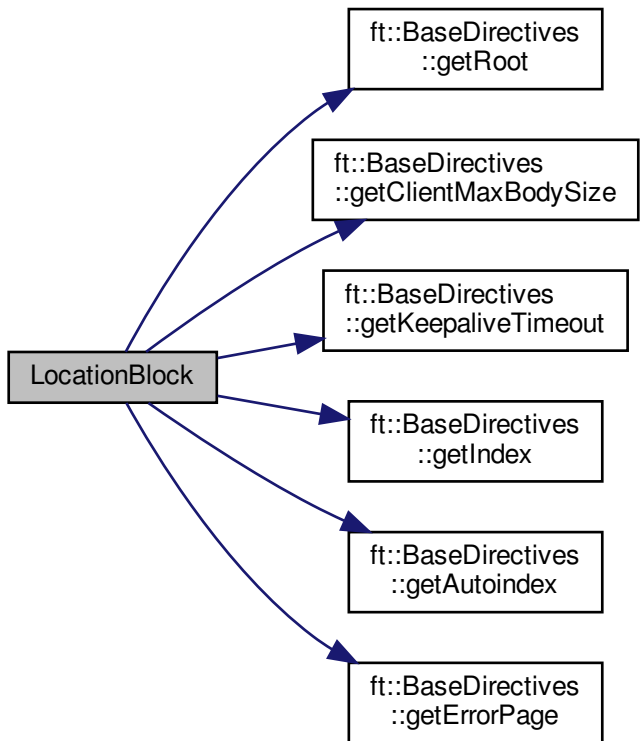 ft::BaseDirectives
::getRoot
ft::BaseDirectives
::getClientMaxBodySize
ft::BaseDirectives
::getKeepaliveTimeout
LocationBlock
ft::BaseDirectives
::getIndex
ft::BaseDirectives
::getAutoindex
ft::BaseDirectives
::getErrorPage